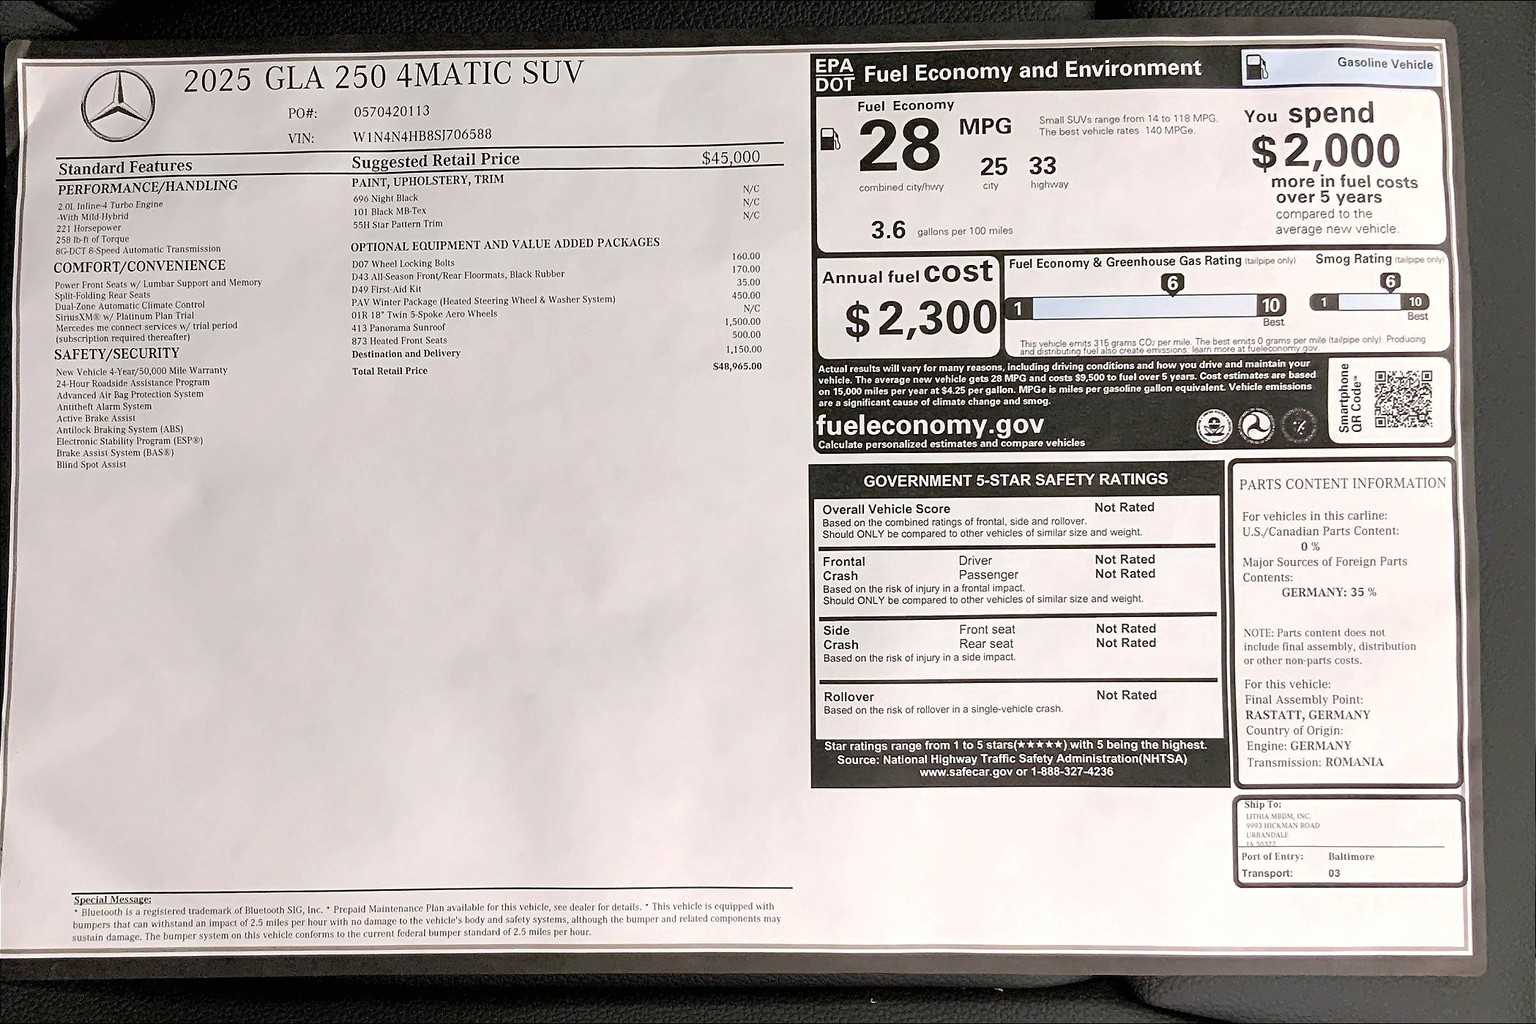 2025 GLA 250 4MATIC SUV
PO#: 0570420113
VIN: W1N4N4HB8SJ706588
Standard Features
PERFORMANCE/HANDLING
2.0L Inline-4 Turbo Engine
-With Mild-Hybrid
221 Horsepower
258 lb-ft of Torque
8G-DCT 8-Speed Automatic Transmission
COMFORT/CONVENIENCE
Power Front Seats w/ Lumbar Support and Memory
Split-Folding Rear Seats
Dual-Zone Automatic Climate Control
SiriusXM® w/ Platinum Plan Trial
Mercedes me connect services w/ trial period
(subscription required thereafter)
SAFETY/SECURITY
New Vehicle 4-Year/50,000 Mile Warranty
24-Hour Roadside Assistance Program
Advanced Air Bag Protection System
Antitheft Alarm System
Active Brake Assist
Antilock Braking System (ABS)
Electronic Stability Program (ESP®)
Brake Assist System (BAS®)
Blind Spot Assist
Suggested Retail Price $45,000
PAINT, UPHOLSTERY, TRIM
696 Night Black N/C
101 Black MB-Tex N/C
55H Star Pattern Trim N/C
OPTIONAL EQUIPMENT AND VALUE ADDED PACKAGES
D07 Wheel Locking Bolts 160.00
D43 All-Season Front/Rear Floormats, Black Rubber 170.00
D49 First-Aid Kit 35.00
PAV Winter Package (Heated Steering Wheel & Washer System) 450.00
01R 18" Twin 5-Spoke Aero Wheels N/C
413 Panorama Sunroof 1,500.00
873 Heated Front Seats 500.00
Destination and Delivery 1,150.00
Total Retail Price $48,965.00
Special Message:
* Bluetooth is a registered trademark of Bluetooth SIG, Inc. * Prepaid Maintenance Plan available for this vehicle, see dealer for details. * This vehicle is equipped with
bumpers that can withstand an impact of 2.5 miles per hour with no damage to the vehicle's body and safety systems, although the bumper and related components may
sustain damage. The bumper system on this vehicle conforms to the current federal bumper standard of 2.5 miles per hour.
EPA
DOT
Fuel Economy and Environment
Gasoline Vehicle
Fuel Economy
28 MPG
combined city/hwy
25
city
33
highway
Small SUVs range from 14 to 118 MPG.
The best vehicle rates 140 MPGe.
3.6 gallons per 100 miles
You spend
$2,000
more in fuel costs
over 5 years
compared to the
average new vehicle.
Annual fuel cost
$2,300
Fuel Economy & Greenhouse Gas Rating (tailpipe only)
6
1
10
Best
Smog Rating (tailpipe only)
6
1
10
Best
This vehicle emits 315 grams CO2 per mile. The best emits 0 grams per mile (tailpipe only) Producing
and distributing fuel also create emissions. learn more at fueleconomy.gov.
Actual results will vary for many reasons, including driving conditions and how you drive and maintain your
vehicle. The average new vehicle gets 28 MPG and costs $9,500 to fuel over 5 years. Cost estimates are based
on 15,000 miles per year at $4.25 per gallon. MPGe is miles per gasoline gallon equivalent. Vehicle emissions
are a significant cause of climate change and smog.
fueleconomy.gov
Calculate personalized estimates and compare vehicles
Smartphone
QR Code™
GOVERNMENT 5-STAR SAFETY RATINGS
Overall Vehicle Score Not Rated
Based on the combined ratings of frontal, side and rollover.
Should ONLY be compared to other vehicles of similar size and weight.
Frontal Driver Not Rated
Crash Passenger Not Rated
Based on the risk of injury in a frontal impact.
Should ONLY be compared to other vehicles of similar size and weight.
Side Front seat Not Rated
Crash Rear seat Not Rated
Based on the risk of injury in a side impact.
Rollover Not Rated
Based on the risk of rollover in a single-vehicle crash.
Star ratings range from 1 to 5 stars(★★★★★) with 5 being the highest.
Source: National Highway Traffic Safety Administration(NHTSA)
www.safecar.gov or 1-888-327-4236
PARTS CONTENT INFORMATION
For vehicles in this carline:
U.S./Canadian Parts Content:
0 %
Major Sources of Foreign Parts
Contents:
GERMANY: 35 %
NOTE: Parts content does not
include final assembly, distribution
or other non-parts costs.
For this vehicle:
Final Assembly Point:
RASTATT, GERMANY
Country of Origin:
Engine: GERMANY
Transmission: ROMANIA
Ship To:
LITHIA MBDM, INC.
9993 HICKMAN ROAD
URBANDALE
IA 50322
Port of Entry: Baltimore
Transport: 03